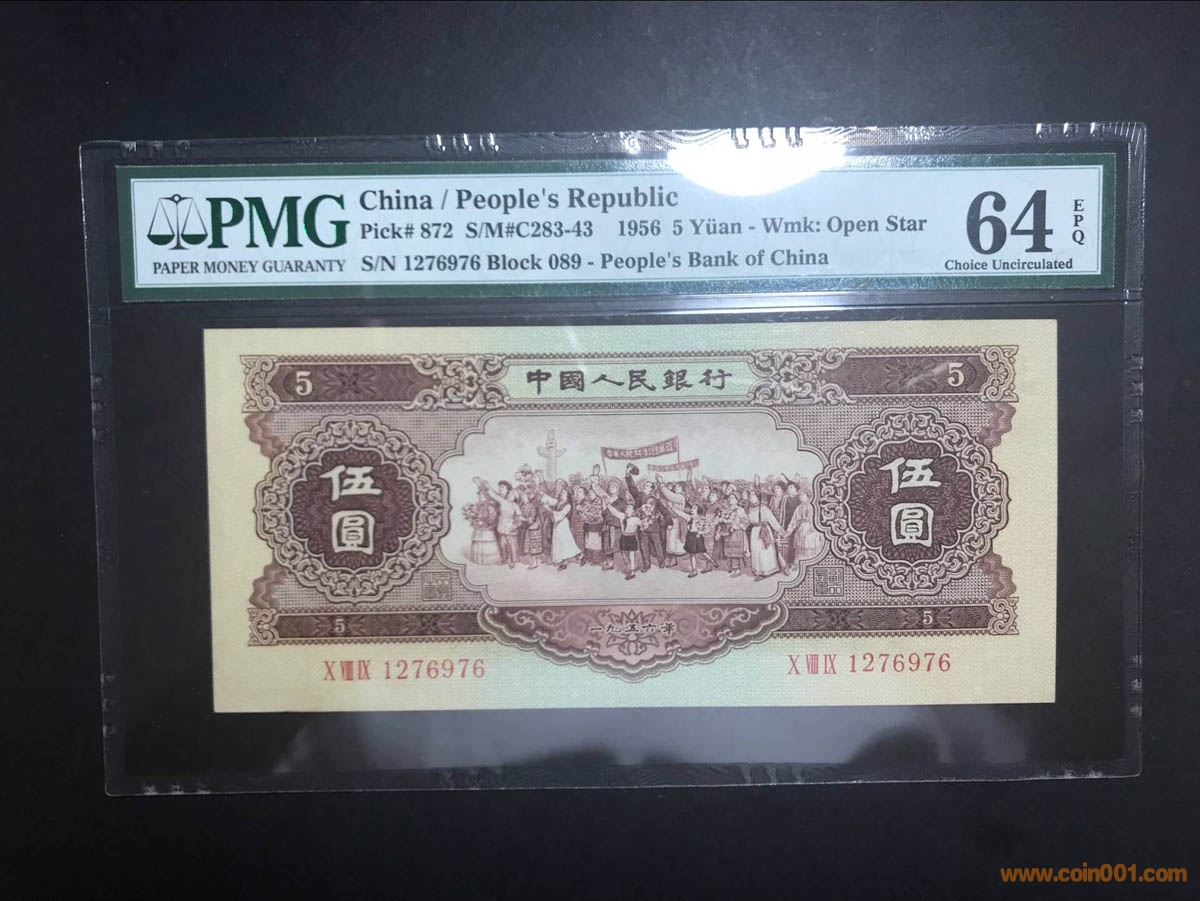 PMG
PAPER MONEY GUARANTY
China / People's Republic
Pick# 872 S/M#C283-43 1956 5 Yüan - Wmk: Open Star
S/N 1276976 Block 089 - People's Bank of China
64
EPQ
Choice Uncirculated
5
中國人民銀行
5
伍圓
伍圓
5
一九五六年
5
X VIII IX 1276976
X VIII IX 1276976
www.coin001.com